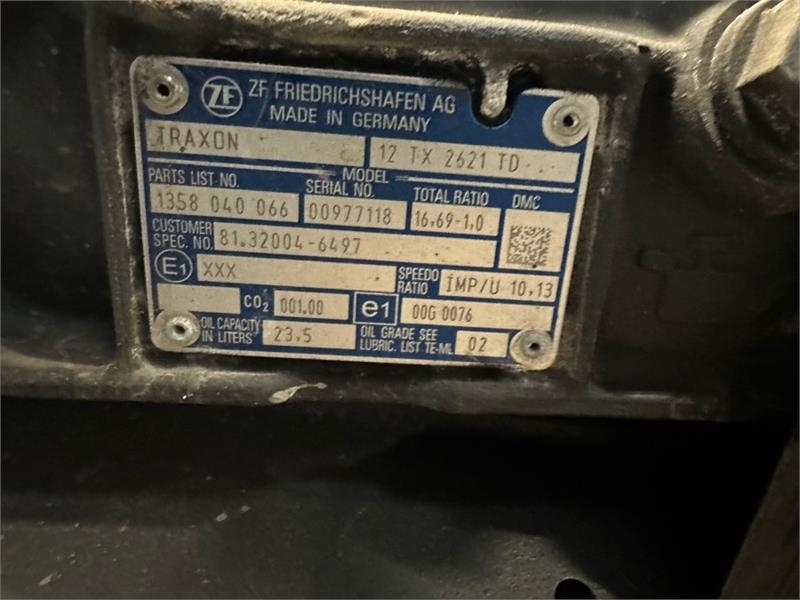 ZF ZF FRIEDRICHSHAFEN AG
MADE IN GERMANY
TRAXON 12 TX 2621 TD
MODEL
PARTS LIST NO. SERIAL NO. TOTAL RATIO DMC
1358 040 066 00977118 16,69-1,0
CUSTOMER SPEC. NO. 81.32004-6497
E1 XXX SPEEDO RATIO IMP/U 10,13
CO2 001.00 e1 00G 0076
OIL CAPACITY IN LITERS 23,5 OIL GRADE SEE LUBRIC. LIST TE-ML 02